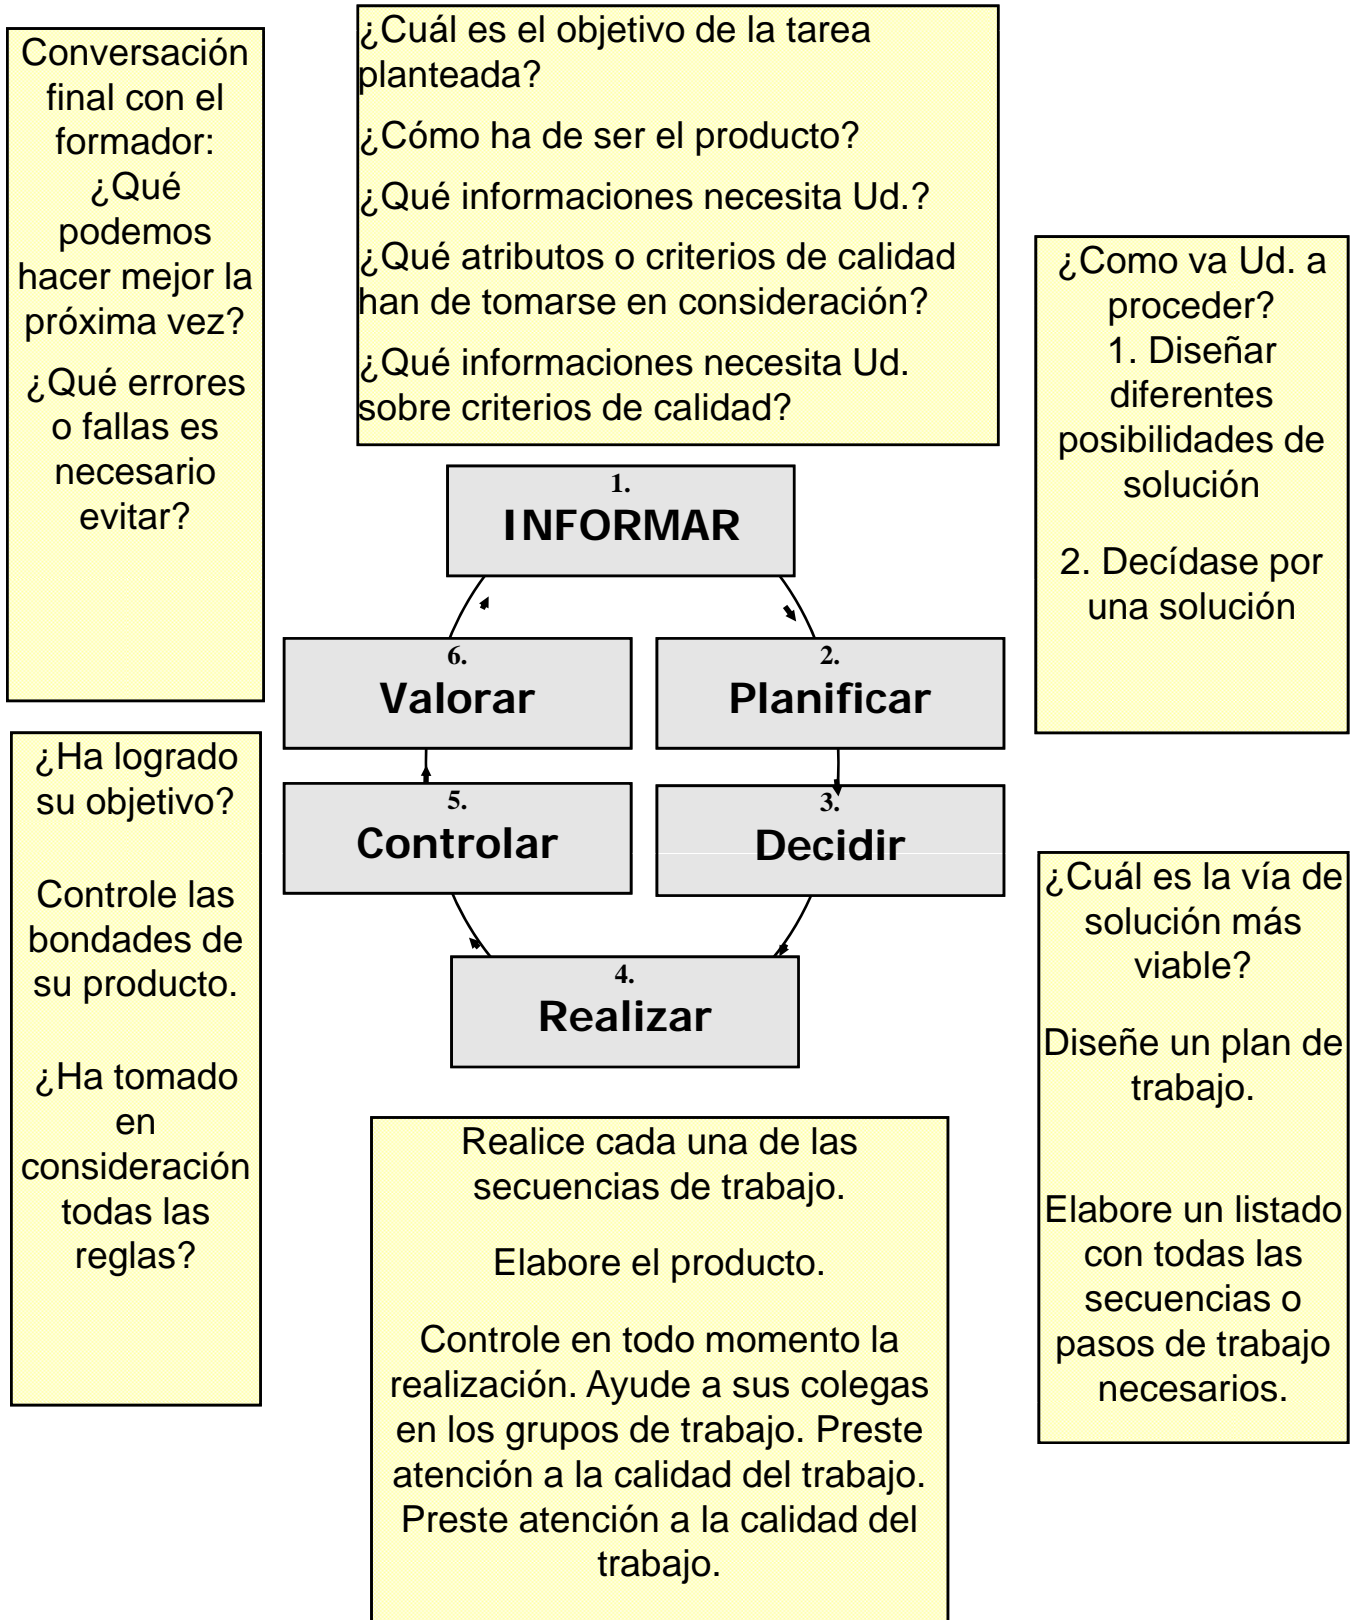 Conversación
final con el
formador:
¿Qué
podemos
hacer mejor la
próxima vez?
¿Qué errores
o fallas es
necesario
evitar?
¿Cuál es el objetivo de la tarea
planteada?
¿Cómo ha de ser el producto?
¿Qué informaciones necesita Ud.?
¿Qué atributos o criterios de calidad
han de tomarse en consideración?
¿Qué informaciones necesita Ud.
sobre criterios de calidad?
¿Como va Ud. a
proceder?
1. Diseñar
diferentes
posibilidades de
solución
2. Decídase por
una solución
1.
INFORMAR
6.
Valorar
2.
Planificar
5.
Controlar
3.
Decidir
4.
Realizar
¿Ha logrado
su objetivo?
Controle las
bondades de
su producto.
¿Ha tomado
en
consideración
todas las
reglas?
¿Cuál es la vía de
solución más
viable?
Diseñe un plan de
trabajo.
Elabore un listado
con todas las
secuencias o
pasos de trabajo
necesarios.
Realice cada una de las
secuencias de trabajo.
Elabore el producto.
Controle en todo momento la
realización. Ayude a sus colegas
en los grupos de trabajo. Preste
atención a la calidad del trabajo.
Preste atención a la calidad del
trabajo.